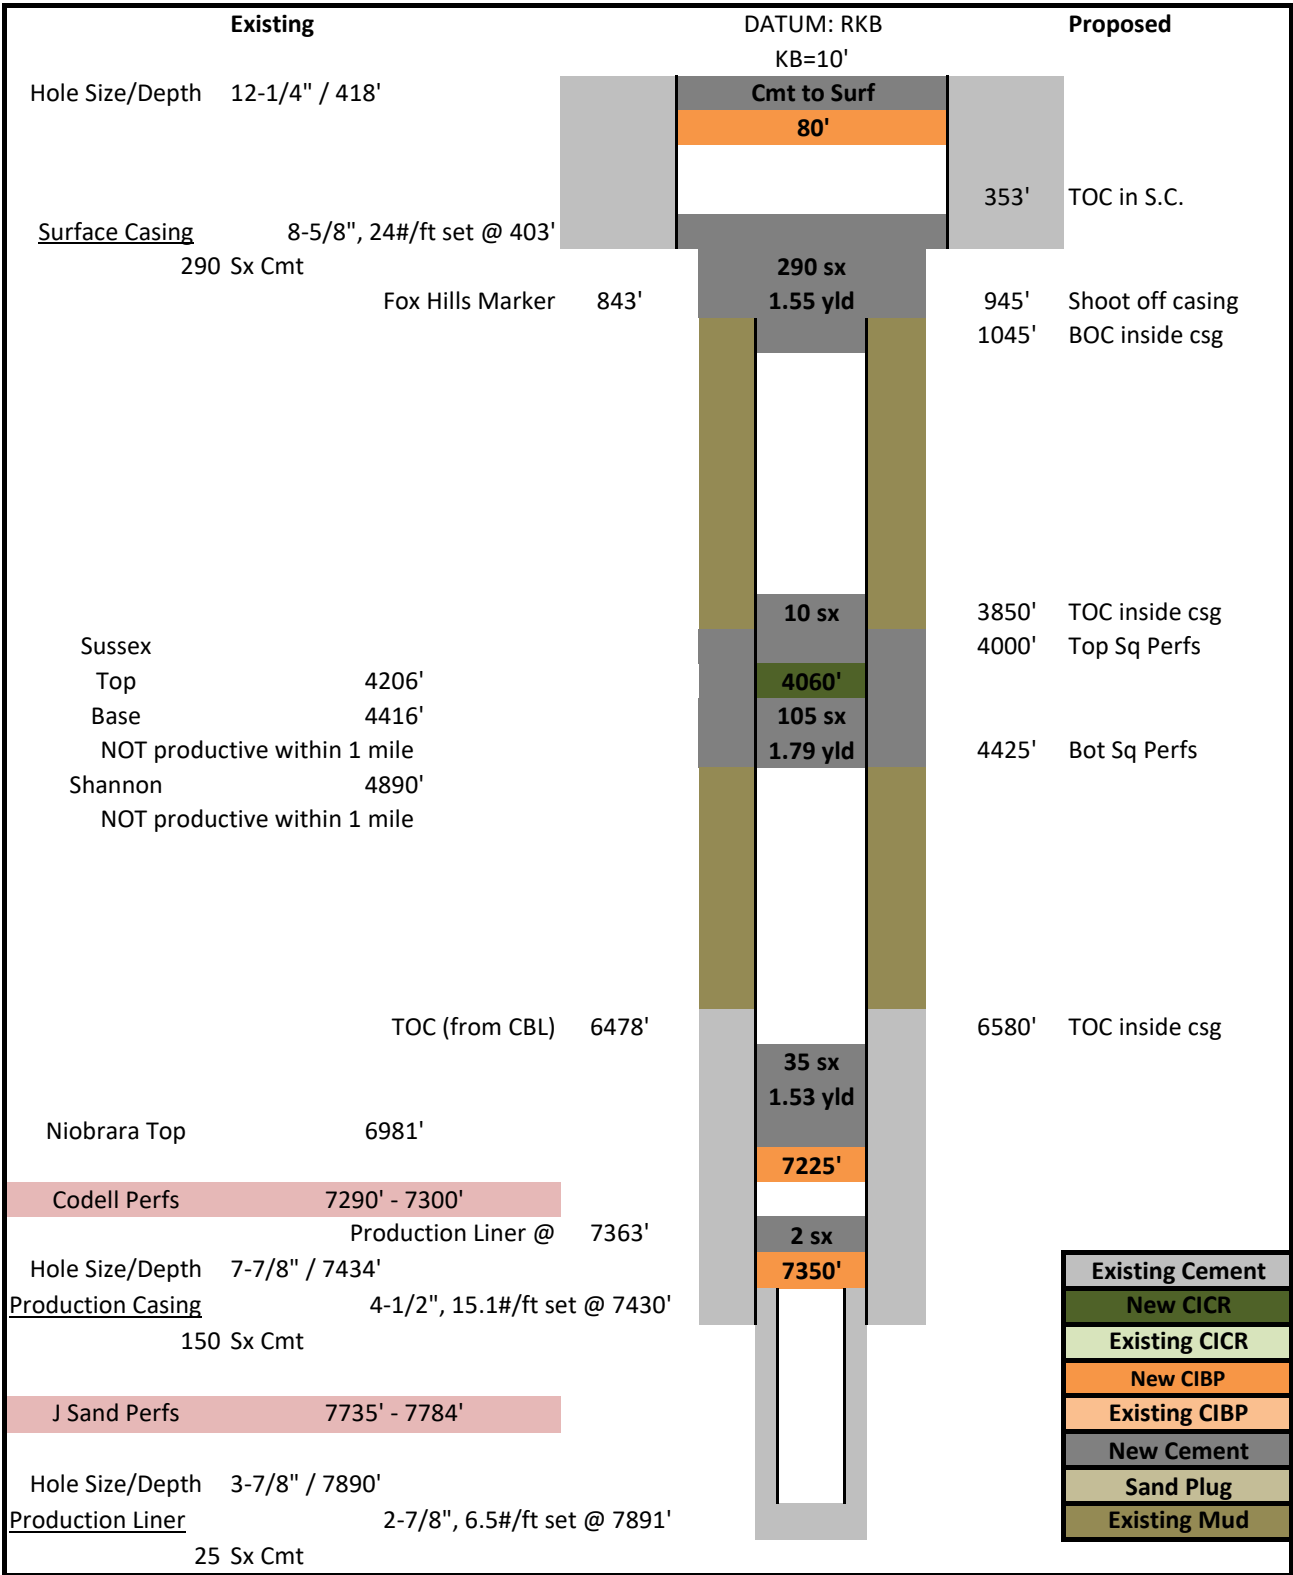 Existing DATUM: RKB Proposed
KB=10'
Hole Size/Depth 12-1/4" / 418' Cmt to Surf
80'
353' TOC in S.C.
Surface Casing 8-5/8", 24#/ft set @ 403'
290 Sx Cmt 290 sx
Fox Hills Marker 843' 1.55 yld 945' Shoot off casing
1045' BOC inside csg
10 sx 3850' TOC inside csg
Sussex 4000' Top Sq Perfs
Top 4206' 4060'
Base 4416' 105 sx
NOT productive within 1 mile 1.79 yld 4425' Bot Sq Perfs
Shannon 4890'
NOT productive within 1 mile
TOC (from CBL) 6478' 6580' TOC inside csg
35 sx
1.53 yld
Niobrara Top 6981'
7225'
Codell Perfs 7290' - 7300'
Production Liner @ 7363' 2 sx
Hole Size/Depth 7-7/8" / 7434' 7350' Existing Cement
Production Casing 4-1/2", 15.1#/ft set @ 7430' New CICR
150 Sx Cmt Existing CICR
New CIBP
J Sand Perfs 7735' - 7784' Existing CIBP
New Cement
Hole Size/Depth 3-7/8" / 7890' Sand Plug
Production Liner 2-7/8", 6.5#/ft set @ 7891' Existing Mud
25 Sx Cmt